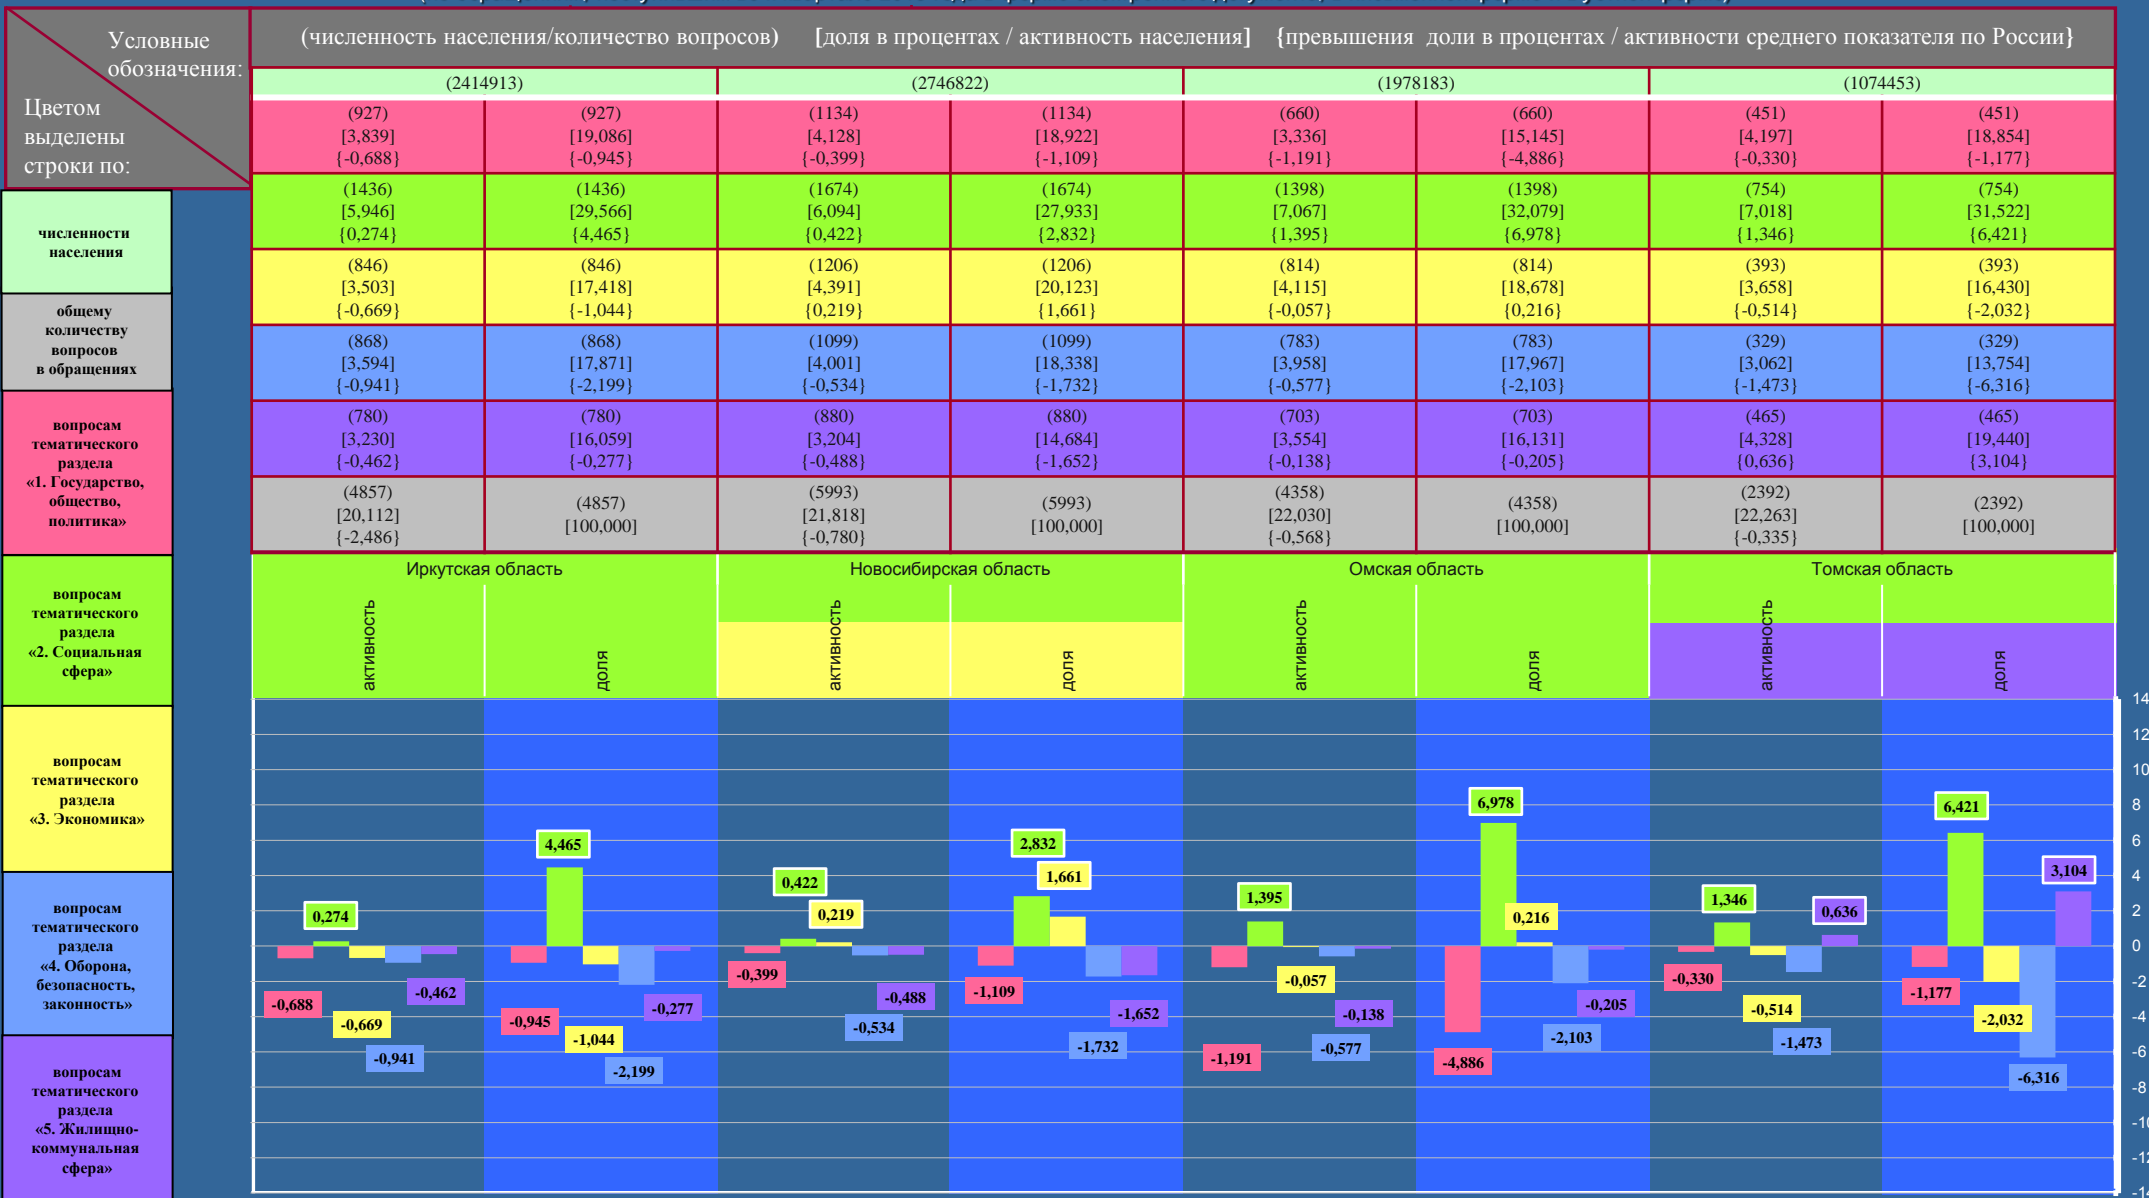 Условные
обозначения:
Цветом
выделены
строки по:
(численность населения/количество вопросов) [доля в процентах / активность населения] {превышения доли в процентах / активности среднего показателя по России}
(2414913) (2746822) (1978183) (1074453)
(927) (927) (1134) (1134) (660) (660) (451) (451)
[3,839] [19,086] [4,128] [18,922] [3,336] [15,145] [4,197] [18,854]
{-0,688} {-0,945} {-0,399} {-1,109} {-1,191} {-4,886} {-0,330} {-1,177}
(1436) (1436) (1674) (1674) (1398) (1398) (754) (754)
[5,946] [29,566] [6,094] [27,933] [7,067] [32,079] [7,018] [31,522]
{0,274} {4,465} {0,422} {2,832} {1,395} {6,978} {1,346} {6,421}
(846) (846) (1206) (1206) (814) (814) (393) (393)
[3,503] [17,418] [4,391] [20,123] [4,115] [18,678] [3,658] [16,430]
{-0,669} {-1,044} {0,219} {1,661} {-0,057} {0,216} {-0,514} {-2,032}
(868) (868) (1099) (1099) (783) (783) (329) (329)
[3,594] [17,871] [4,001] [18,338] [3,958] [17,967] [3,062] [13,754]
{-0,941} {-2,199} {-0,534} {-1,732} {-0,577} {-2,103} {-1,473} {-6,316}
(780) (780) (880) (880) (703) (703) (465) (465)
[3,230] [16,059] [3,204] [14,684] [3,554] [16,131] [4,328] [19,440]
{-0,462} {-0,277} {-0,488} {-1,652} {-0,138} {-0,205} {0,636} {3,104}
(4857) (4857) (5993) (5993) (4358) (4358) (2392) (2392)
[20,112] [100,000] [21,818] [100,000] [22,030] [100,000] [22,263] [100,000]
{-2,486} {-0,780} {-0,568} {-0,335}
численности
населения
общему
количеству
вопросов
в обращениях
вопросам
тематического
раздела
«1. Государство,
общество,
политика»
вопросам
тематического
раздела
«2. Социальная
сфера»
вопросам
тематического
раздела
«3. Экономика»
вопросам
тематического
раздела
«4. Оборона,
безопасность,
законность»
вопросам
тематического
раздела
«5. Жилищно-
коммунальная
сфера»
Иркутская область Новосибирская область Омская область Томская область
активность доля активность доля активность доля активность доля
14
12
10
8
6
4
2
0
-2
-4
-6
-8
0,274
-0,688
-0,669
-0,941
-0,462
4,465
-0,945
-1,044
-2,199
-0,277
0,422
0,219
-0,399
-0,534
-0,488
2,832
1,661
-1,109
-1,732
-1,652
1,395
-1,191
-0,057
-0,577
-0,138
6,978
0,216
-4,886
-2,103
-0,205
1,346
0,636
-0,330
-0,514
-1,473
6,421
3,104
-1,177
-2,032
-6,316